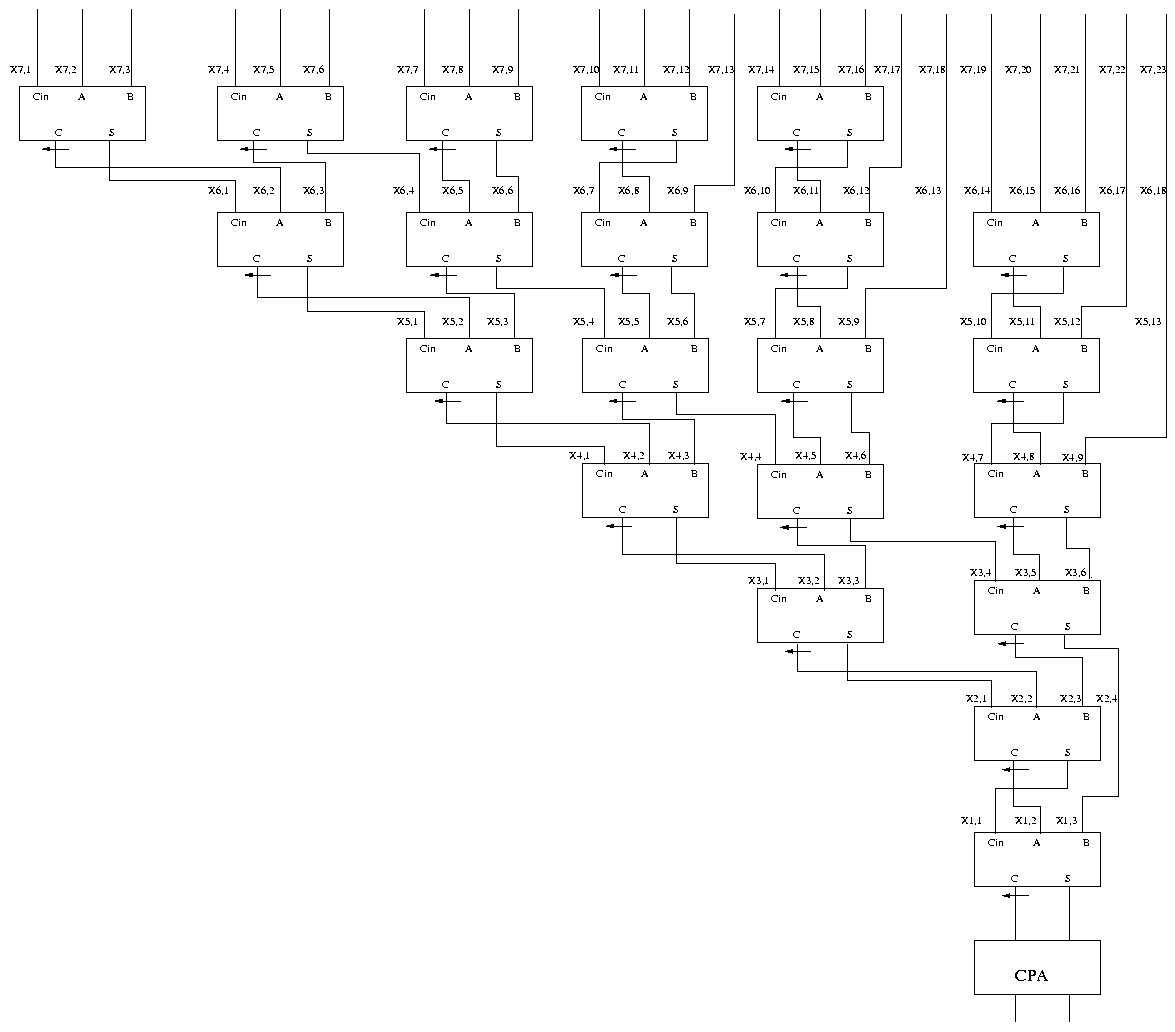 X7,1 X7,2 X7,3 X7,4 X7,5 X7,6 X7,7 X7,8 X7,9 X7,10 X7,11 X7,12 X7,13 X7,14 X7,15 X7,16 X7,17 X7,18 X7,19 X7,20 X7,21 X7,22 X7,23
Cin A B Cin A B Cin A B Cin A B Cin A B
C S C S C S C S C S
X6,1 X6,2 X6,3 X6,4 X6,5 X6,6 X6,7 X6,8 X6,9 X6,10 X6,11 X6,12 X6,13 X6,14 X6,15 X6,16 X6,17 X6,18
Cin A B Cin A B Cin A B Cin A B Cin A B
C S C S C S C S C S
X5,1 X5,2 X5,3 X5,4 X5,5 X5,6 X5,7 X5,8 X5,9 X5,10 X5,11 X5,12 X5,13
Cin A B Cin A B Cin A B Cin A B
C S C S C S C S
X4,1 X4,2 X4,3 X4,4 X4,5 X4,6 X4,7 X4,8 X4,9
Cin A B Cin A B Cin A B
C S C S C S
X3,1 X3,2 X3,3 X3,4 X3,5 X3,6
Cin A B Cin A B
C S C S
X2,1 X2,2 X2,3 X2,4
Cin A B
C S
X1,1 X1,2 X1,3
Cin A B
C S
CPA